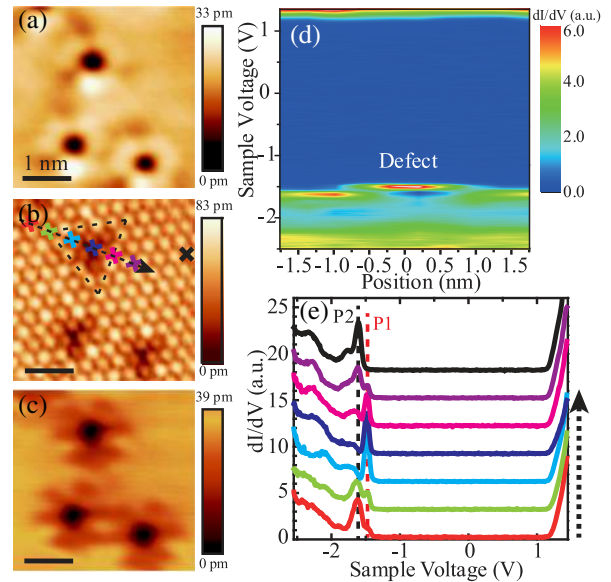 (a)
33 pm
1 nm
0 pm
(b)
83 pm
0 pm
(c)
39 pm
0 pm
(d)
dI/dV (a.u.)
6.0
4.0
2.0
0.0
Sample Voltage (V)
1
0
-1
-2
Defect
-1.5 -1.0 -0.5 0.0 0.5 1.0 1.5
Position (nm)
(e)
P2
P1
dI/dV (a.u.)
25
20
15
10
5
0
-2 -1 0 1
Sample Voltage (V)